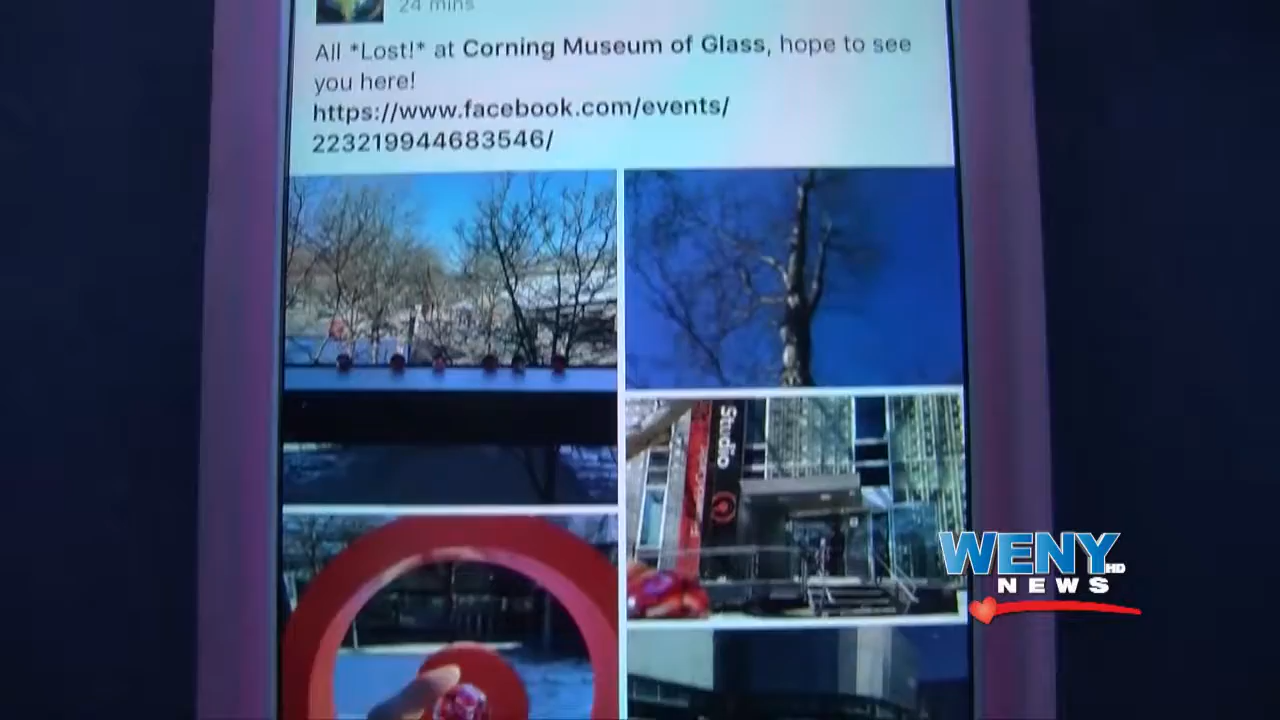 24 mins
All *Lost!* at Corning Museum of Glass, hope to see
you here!
https://www.facebook.com/events/
223219944683546/
Studio
WENY
HD
NEWS